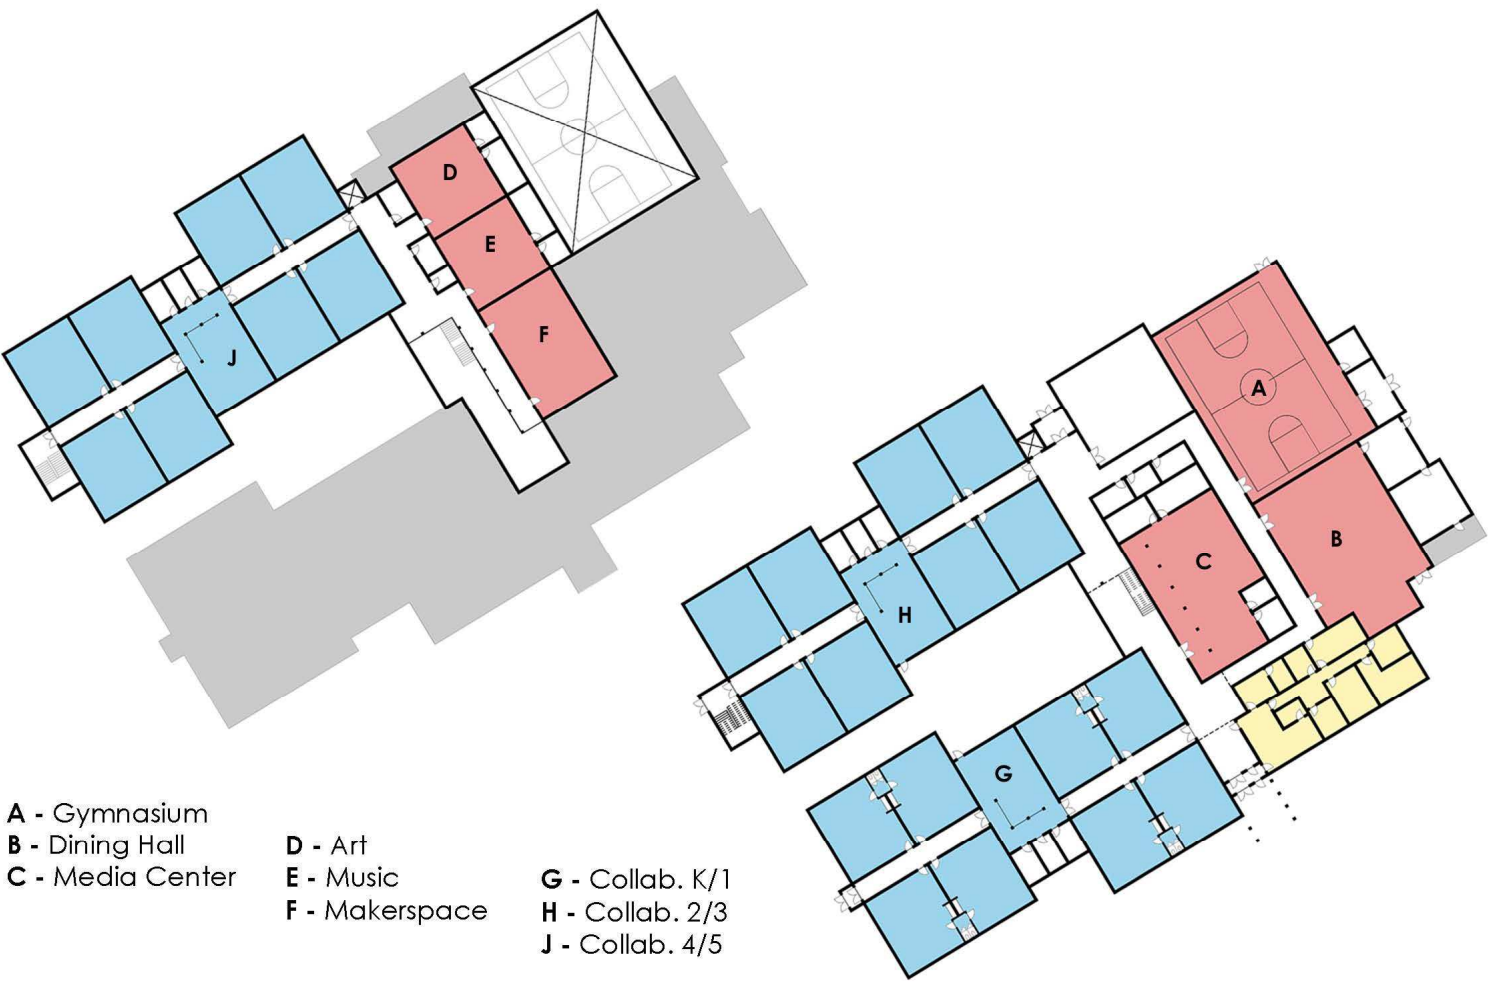 D
E
F
J
A
B
C
H
G
A - Gymnasium
B - Dining Hall
C - Media Center
D - Art
E - Music
F - Makerspace
G - Collab. K/1
H - Collab. 2/3
J - Collab. 4/5